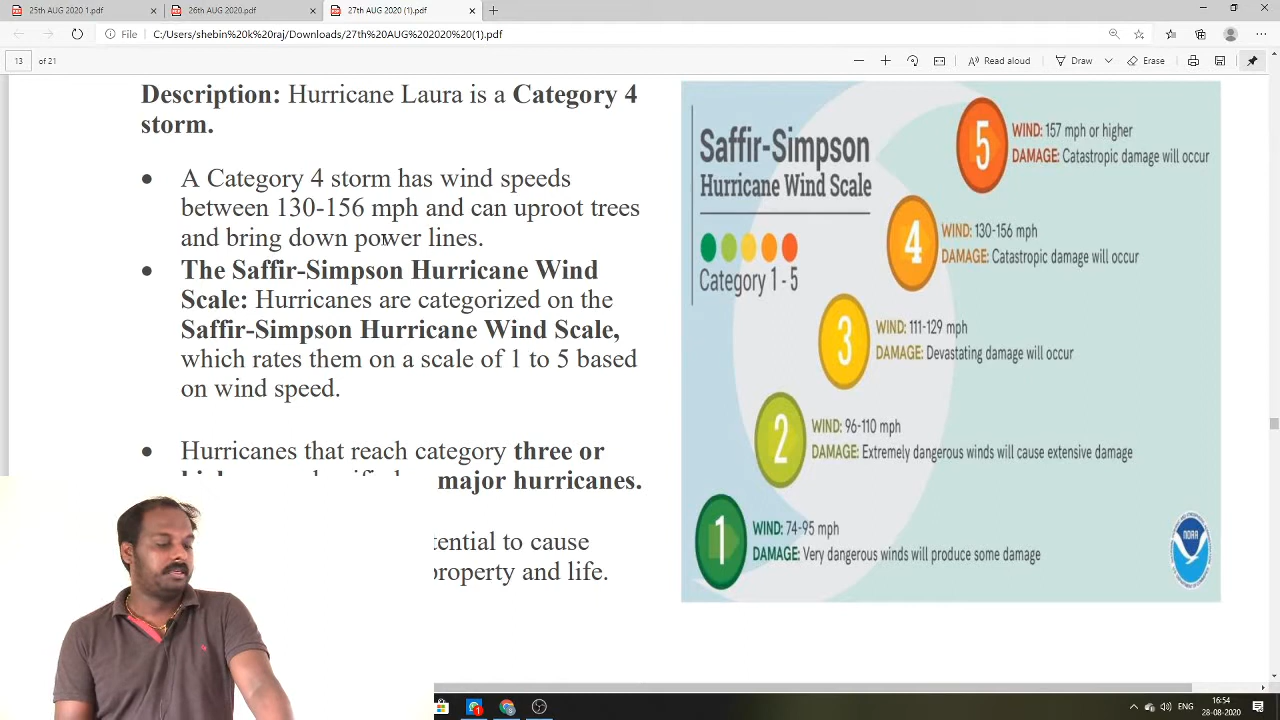 25th AUG 2020 1.pdf
26th AUG 2020.pdf
27th AUG 2020 (1).pdf
File
C:/Users/shebin%20k%20raj/Downloads/27th%20AUG%202020%20(1).pdf
13
of 21
Read aloud
Draw
Erase
Description: Hurricane Laura is a Category 4
storm.
• A Category 4 storm has wind speeds
between 130-156 mph and can uproot trees
and bring down power lines.
• The Saffir-Simpson Hurricane Wind
Scale: Hurricanes are categorized on the
Saffir-Simpson Hurricane Wind Scale,
which rates them on a scale of 1 to 5 based
on wind speed.
• Hurricanes that reach category three or
major hurricanes.
to cause
and life.
Saffir-Simpson
Hurricane Wind Scale
Category 1 - 5
5
WIND: 157 mph or higher
DAMAGE: Catastropic damage will occur
4
WIND: 130-156 mph
DAMAGE: Catastropic damage will occur
3
WIND: 111-129 mph
DAMAGE: Devastating damage will occur
2
WIND: 96-110 mph
DAMAGE: Extremely dangerous winds will cause extensive damage
1
WIND: 74-95 mph
DAMAGE: Very dangerous winds will produce some damage
NOAA
ENG
16:54
28-08-2020